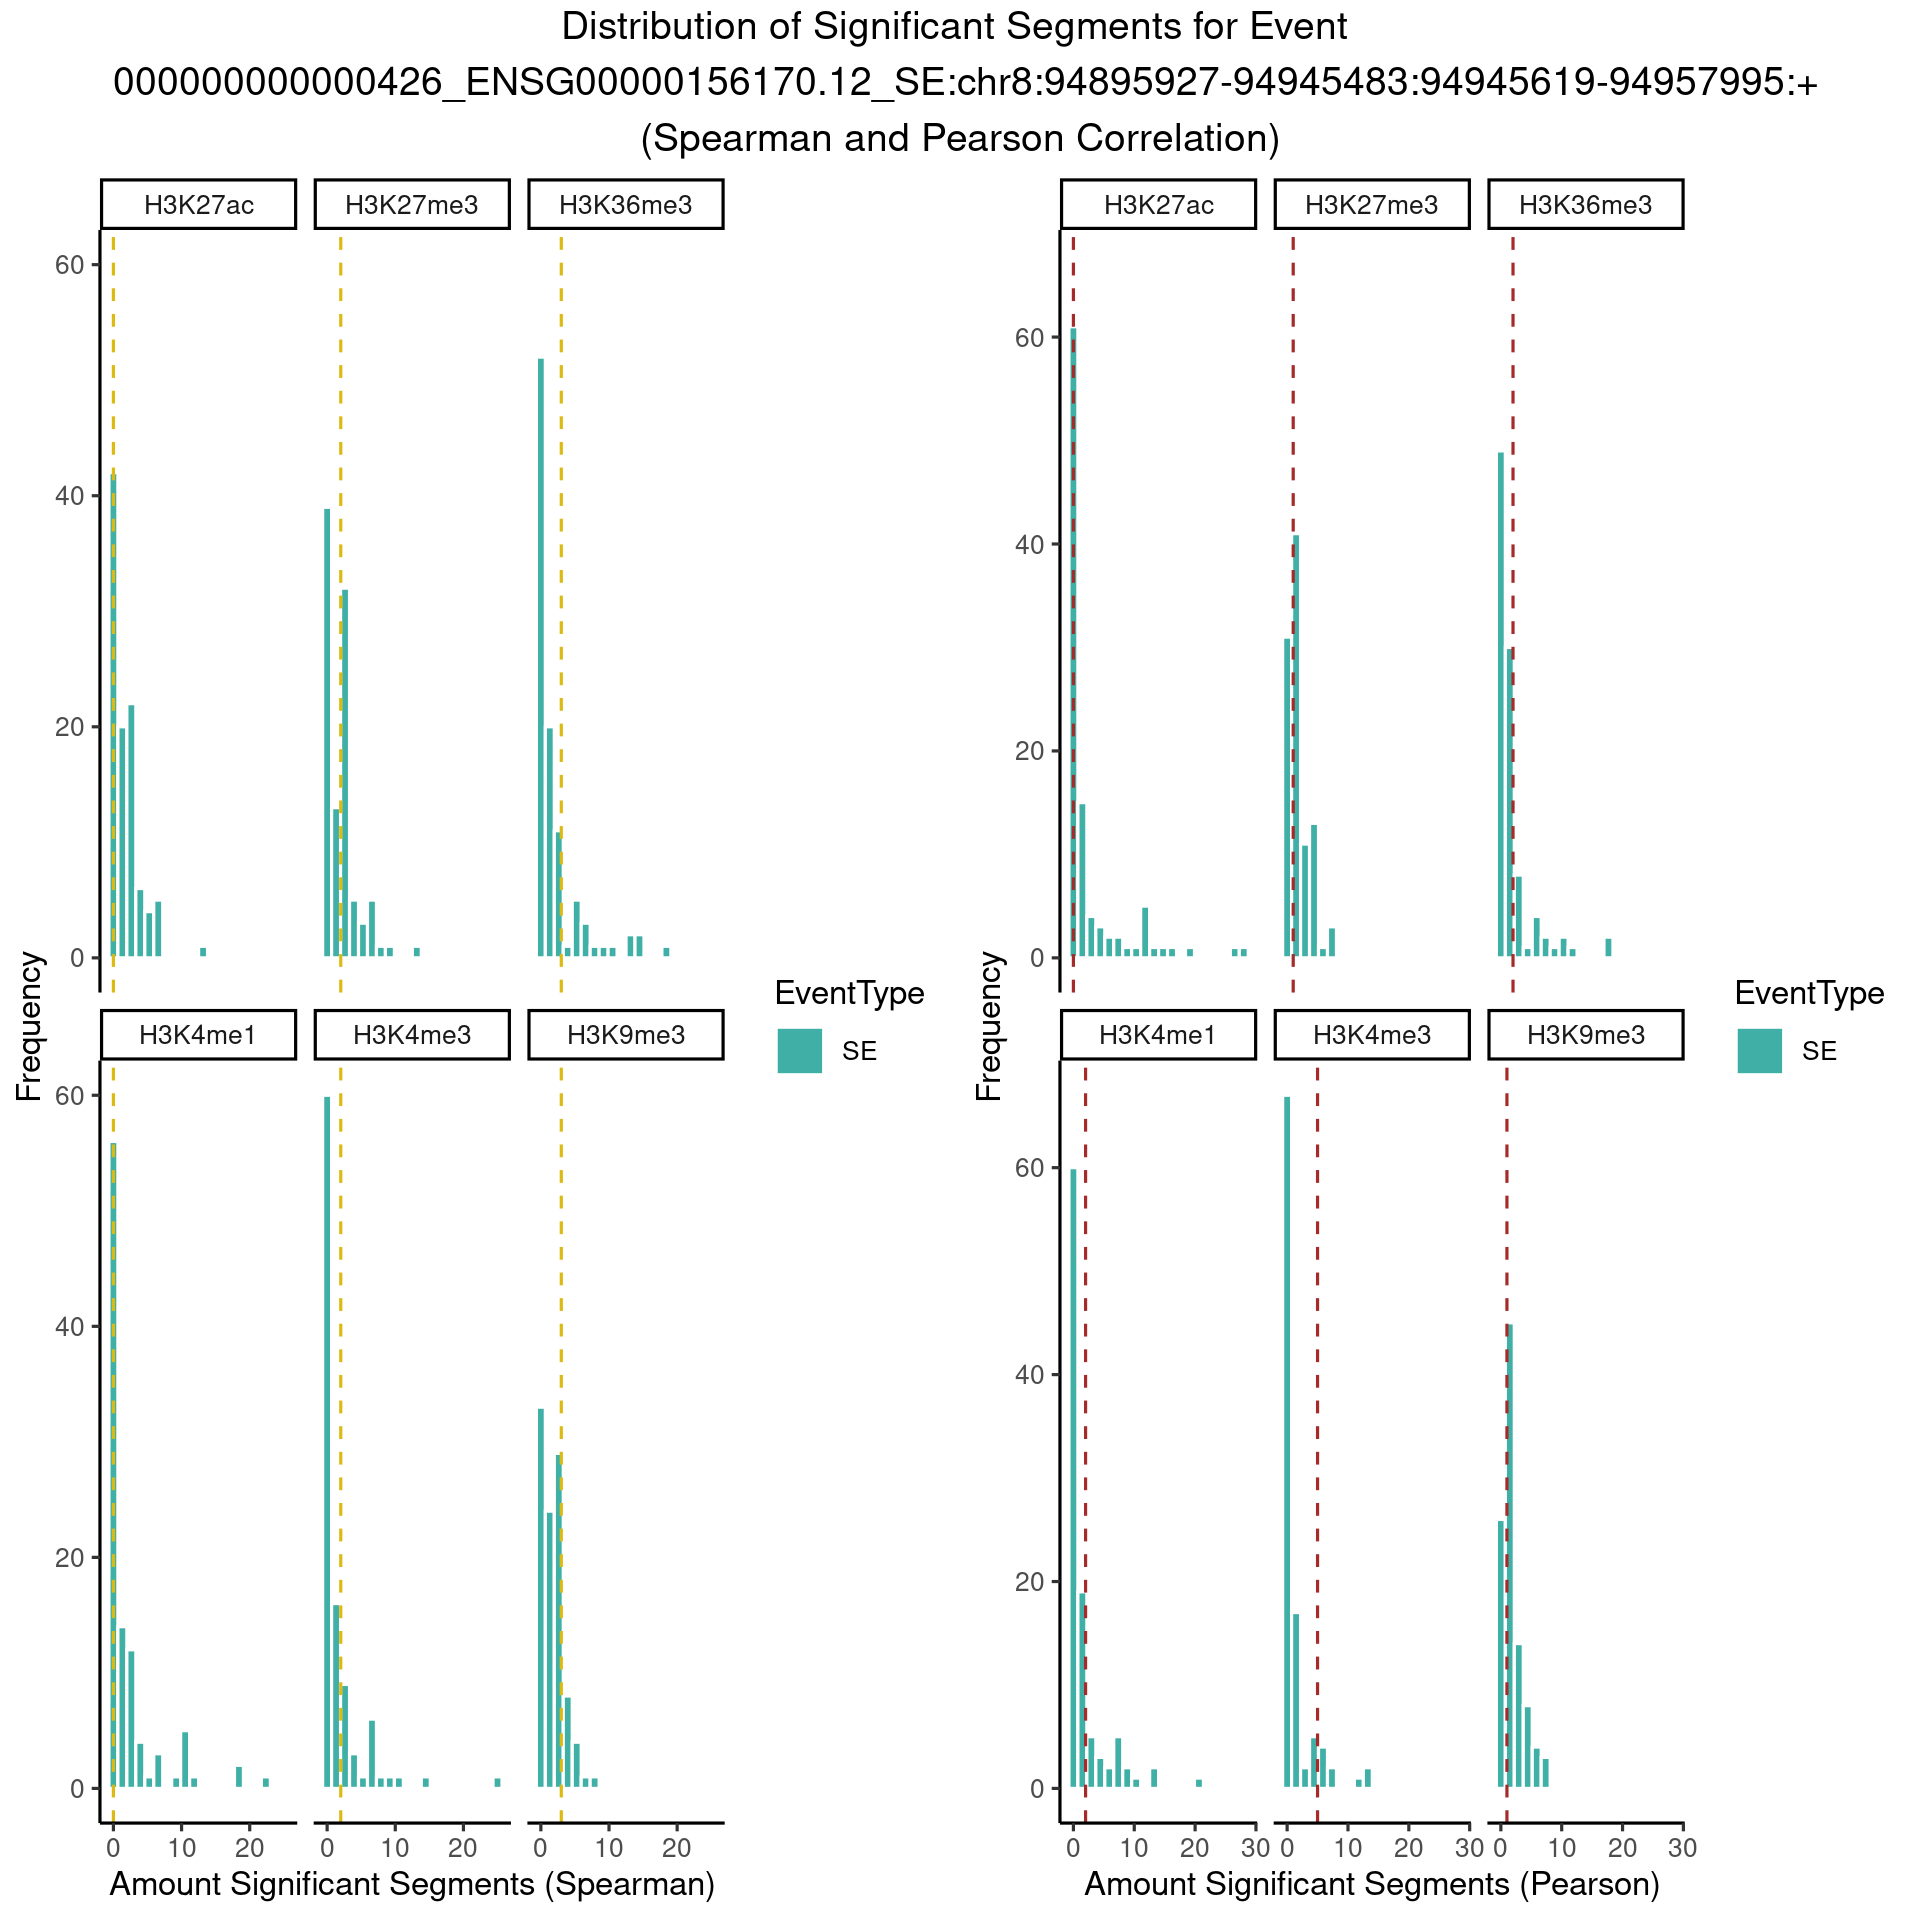 Distribution of Significant Segments for Event
000000000000426_ENSG00000156170.12_SE:chr8:94895927-94945483:94945619-94957995:+
(Spearman and Pearson Correlation)
H3K27ac H3K27me3 H3K36me3
60
40
20
0
H3K4me1 H3K4me3 H3K9me3
60
40
20
0
0 10 20 0 10 20 0 10 20
Frequency
Amount Significant Segments (Spearman)
EventType
SE
H3K27ac H3K27me3 H3K36me3
60
40
20
0
H3K4me1 H3K4me3 H3K9me3
60
40
20
0
0 10 20 30 0 10 20 30 0 10 20 30
Frequency
Amount Significant Segments (Pearson)
EventType
SE